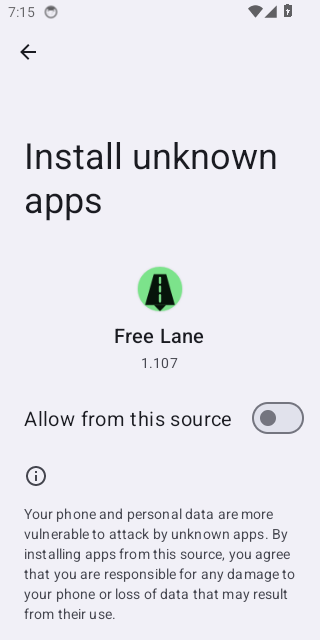 7:15
Install unknown
apps
Free Lane
1.107
Allow from this source
Your phone and personal data are more
vulnerable to attack by unknown apps. By
installing apps from this source, you agree
that you are responsible for any damage to
your phone or loss of data that may result
from their use.